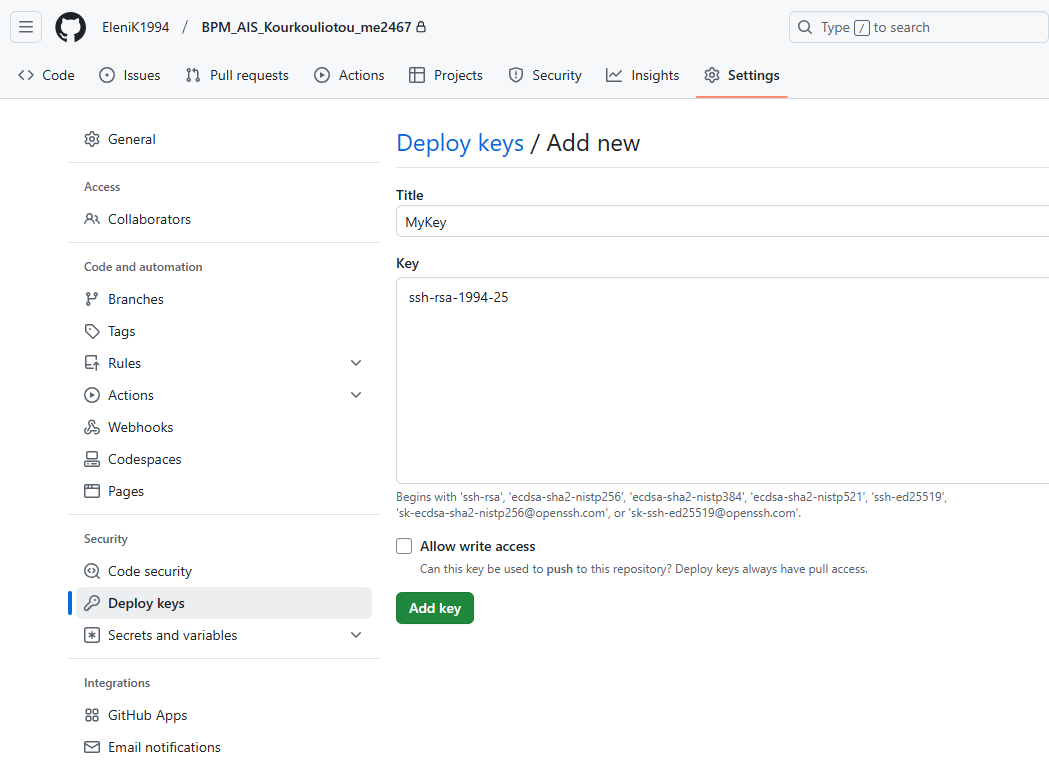 EleniK1994 / BPM_AIS_Kourkouliotou_me2467
Type / to search
Code Issues Pull requests Actions Projects Security Insights Settings
General
Access
Collaborators
Code and automation
Branches
Tags
Rules
Actions
Webhooks
Codespaces
Pages
Security
Code security
Deploy keys
Secrets and variables
Integrations
GitHub Apps
Email notifications
Deploy keys / Add new
Title
MyKey
Key
ssh-rsa-1994-25
Begins with 'ssh-rsa', 'ecdsa-sha2-nistp256', 'ecdsa-sha2-nistp384', 'ecdsa-sha2-nistp521', 'ssh-ed25519',
'sk-ecdsa-sha2-nistp256@openssh.com', or 'sk-ssh-ed25519@openssh.com'.
Allow write access
Can this key be used to push to this repository? Deploy keys always have pull access.
Add key